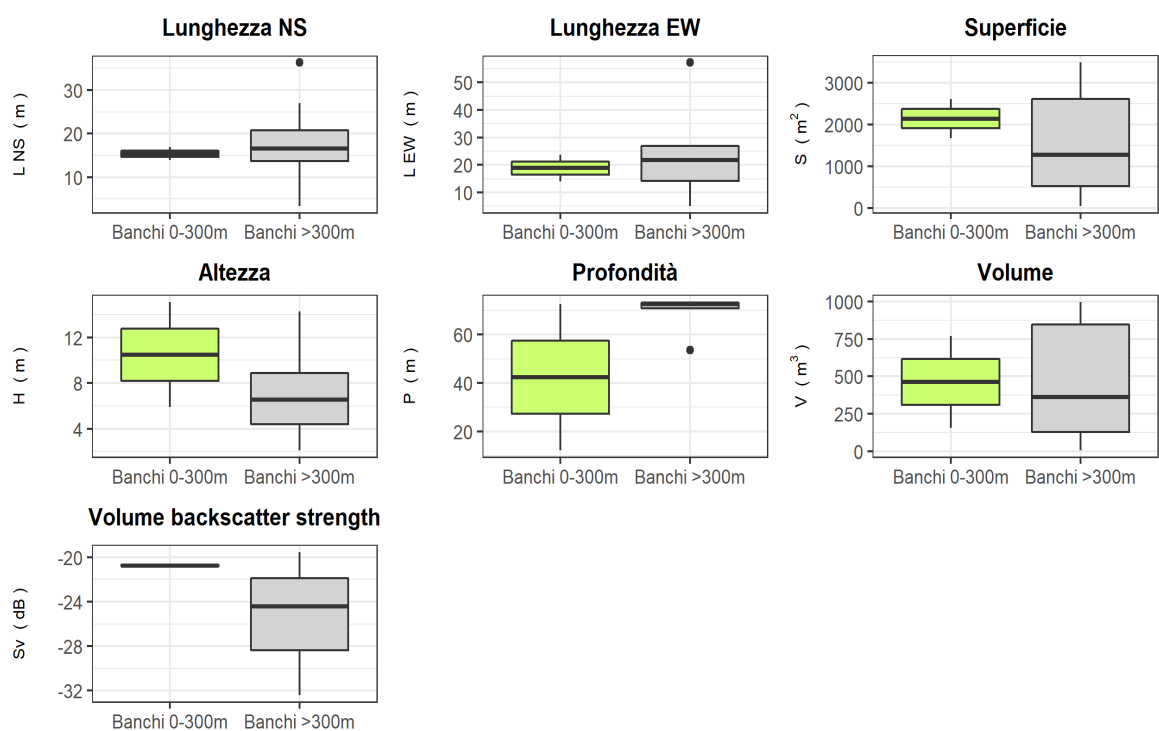 Lunghezza NS
Lunghezza EW
Superficie
L NS ( m )
30
20
10
Banchi 0-300m
Banchi >300m
L EW ( m )
50
40
30
20
10
Banchi 0-300m
Banchi >300m
S ( m²)
3000
2000
1000
0
Banchi 0-300m
Banchi >300m
Altezza
Profondità
Volume
H ( m )
12
8
4
Banchi 0-300m
Banchi >300m
P ( m )
60
40
20
Banchi 0-300m
Banchi >300m
V ( m³)
1000
750
500
250
0
Banchi 0-300m
Banchi >300m
Volume backscatter strength
Sv ( dB )
-20
-24
-28
-32
Banchi 0-300m
Banchi >300m